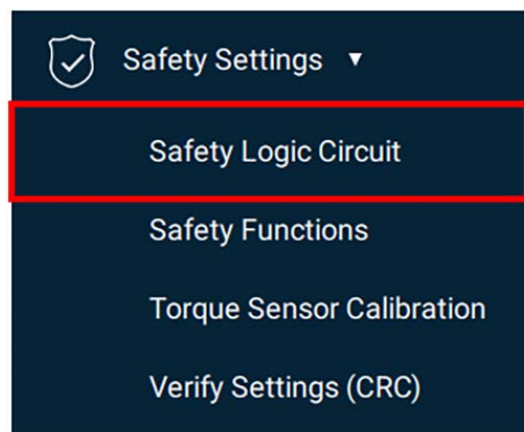 Safety Settings ▼
Safety Logic Circuit
Safety Functions
Torque Sensor Calibration
Verify Settings (CRC)